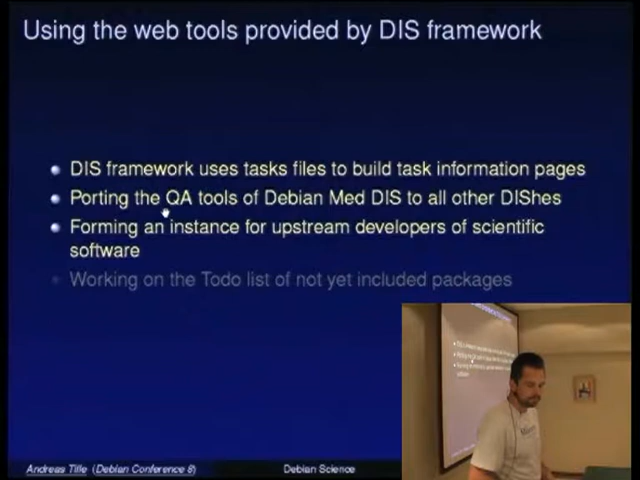 Using the web tools provided by DIS framework
DIS framework uses tasks files to build task information pages
Porting the QA tools of Debian Med DIS to all other DIShes
Forming an instance for upstream developers of scientific
software
Working on the Todo list of not yet included packages
Andreas Tille (Debian Conference 8)
Debian Science